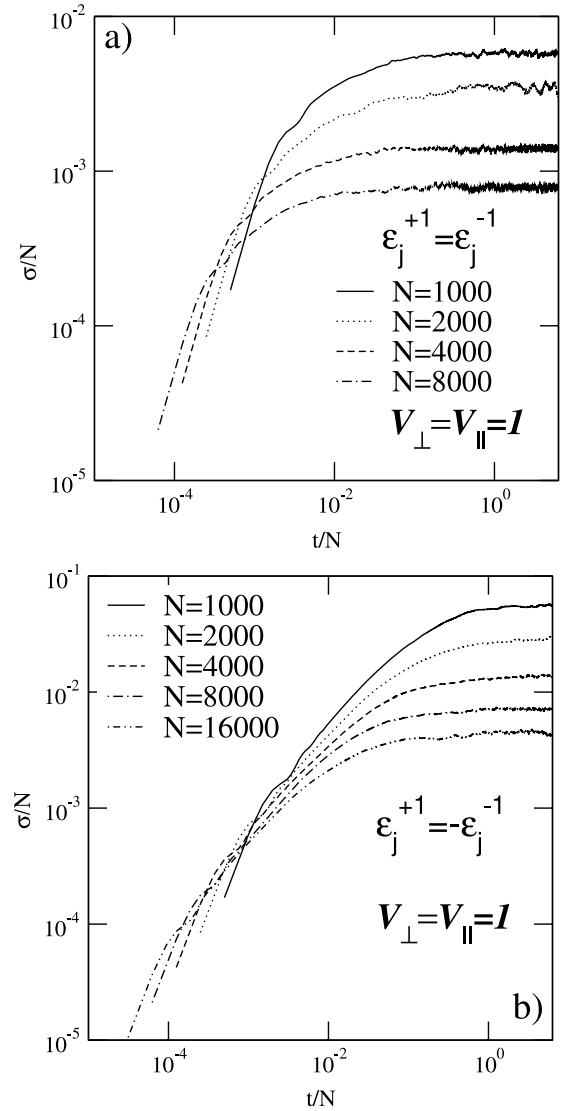 a)
10^-2
10^-3
10^-4
10^-5
σ/N
ε_j^+1=ε_j^-1
N=1000
N=2000
N=4000
N=8000
V_⊥=V_∥=1
10^-4
10^-2
10^0
t/N
10^-1
10^-2
10^-3
10^-4
10^-5
σ/N
N=1000
N=2000
N=4000
N=8000
N=16000
ε_j^+1=-ε_j^-1
V_⊥=V_∥=1
b)
10^-4
10^-2
10^0
t/N